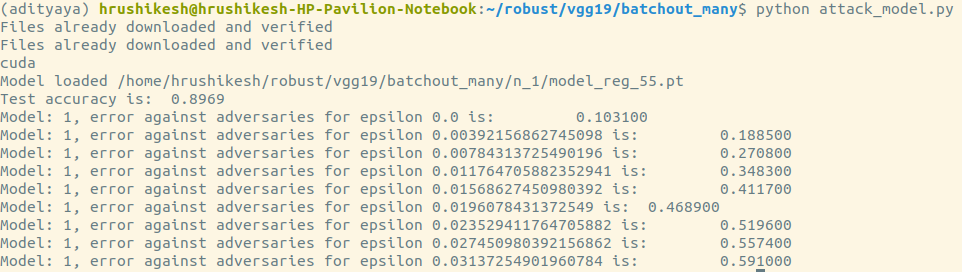 (adityaya) hrushikesh@hrushikesh-HP-Pavilion-Notebook:~/robust/vgg19/batchout_many$ python attack_model.py
Files already downloaded and verified
Files already downloaded and verified
cuda
Model loaded /home/hrushikesh/robust/vgg19/batchout_many/n_1/model_reg_55.pt
Test accuracy is:  0.8969
Model: 1, error against adversaries for epsilon 0.0 is:         0.103100
Model: 1, error against adversaries for epsilon 0.00392156862745098 is:         0.188500
Model: 1, error against adversaries for epsilon 0.00784313725490196 is:         0.270800
Model: 1, error against adversaries for epsilon 0.011764705882352941 is:        0.348300
Model: 1, error against adversaries for epsilon 0.01568627450980392 is:         0.411700
Model: 1, error against adversaries for epsilon 0.0196078431372549 is:  0.468900
Model: 1, error against adversaries for epsilon 0.023529411764705882 is:        0.519600
Model: 1, error against adversaries for epsilon 0.027450980392156862 is:        0.557400
Model: 1, error against adversaries for epsilon 0.03137254901960784 is:         0.591000